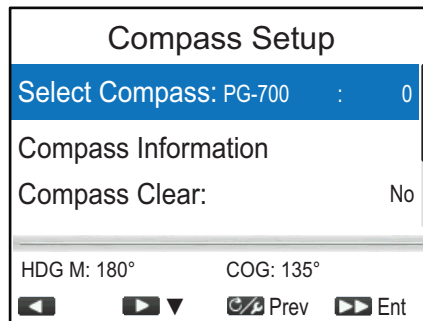 Compass Setup
Select Compass: PG-700 : 0
Compass Information
Compass Clear: No
HDG M: 180° COG: 135°
Prev Ent